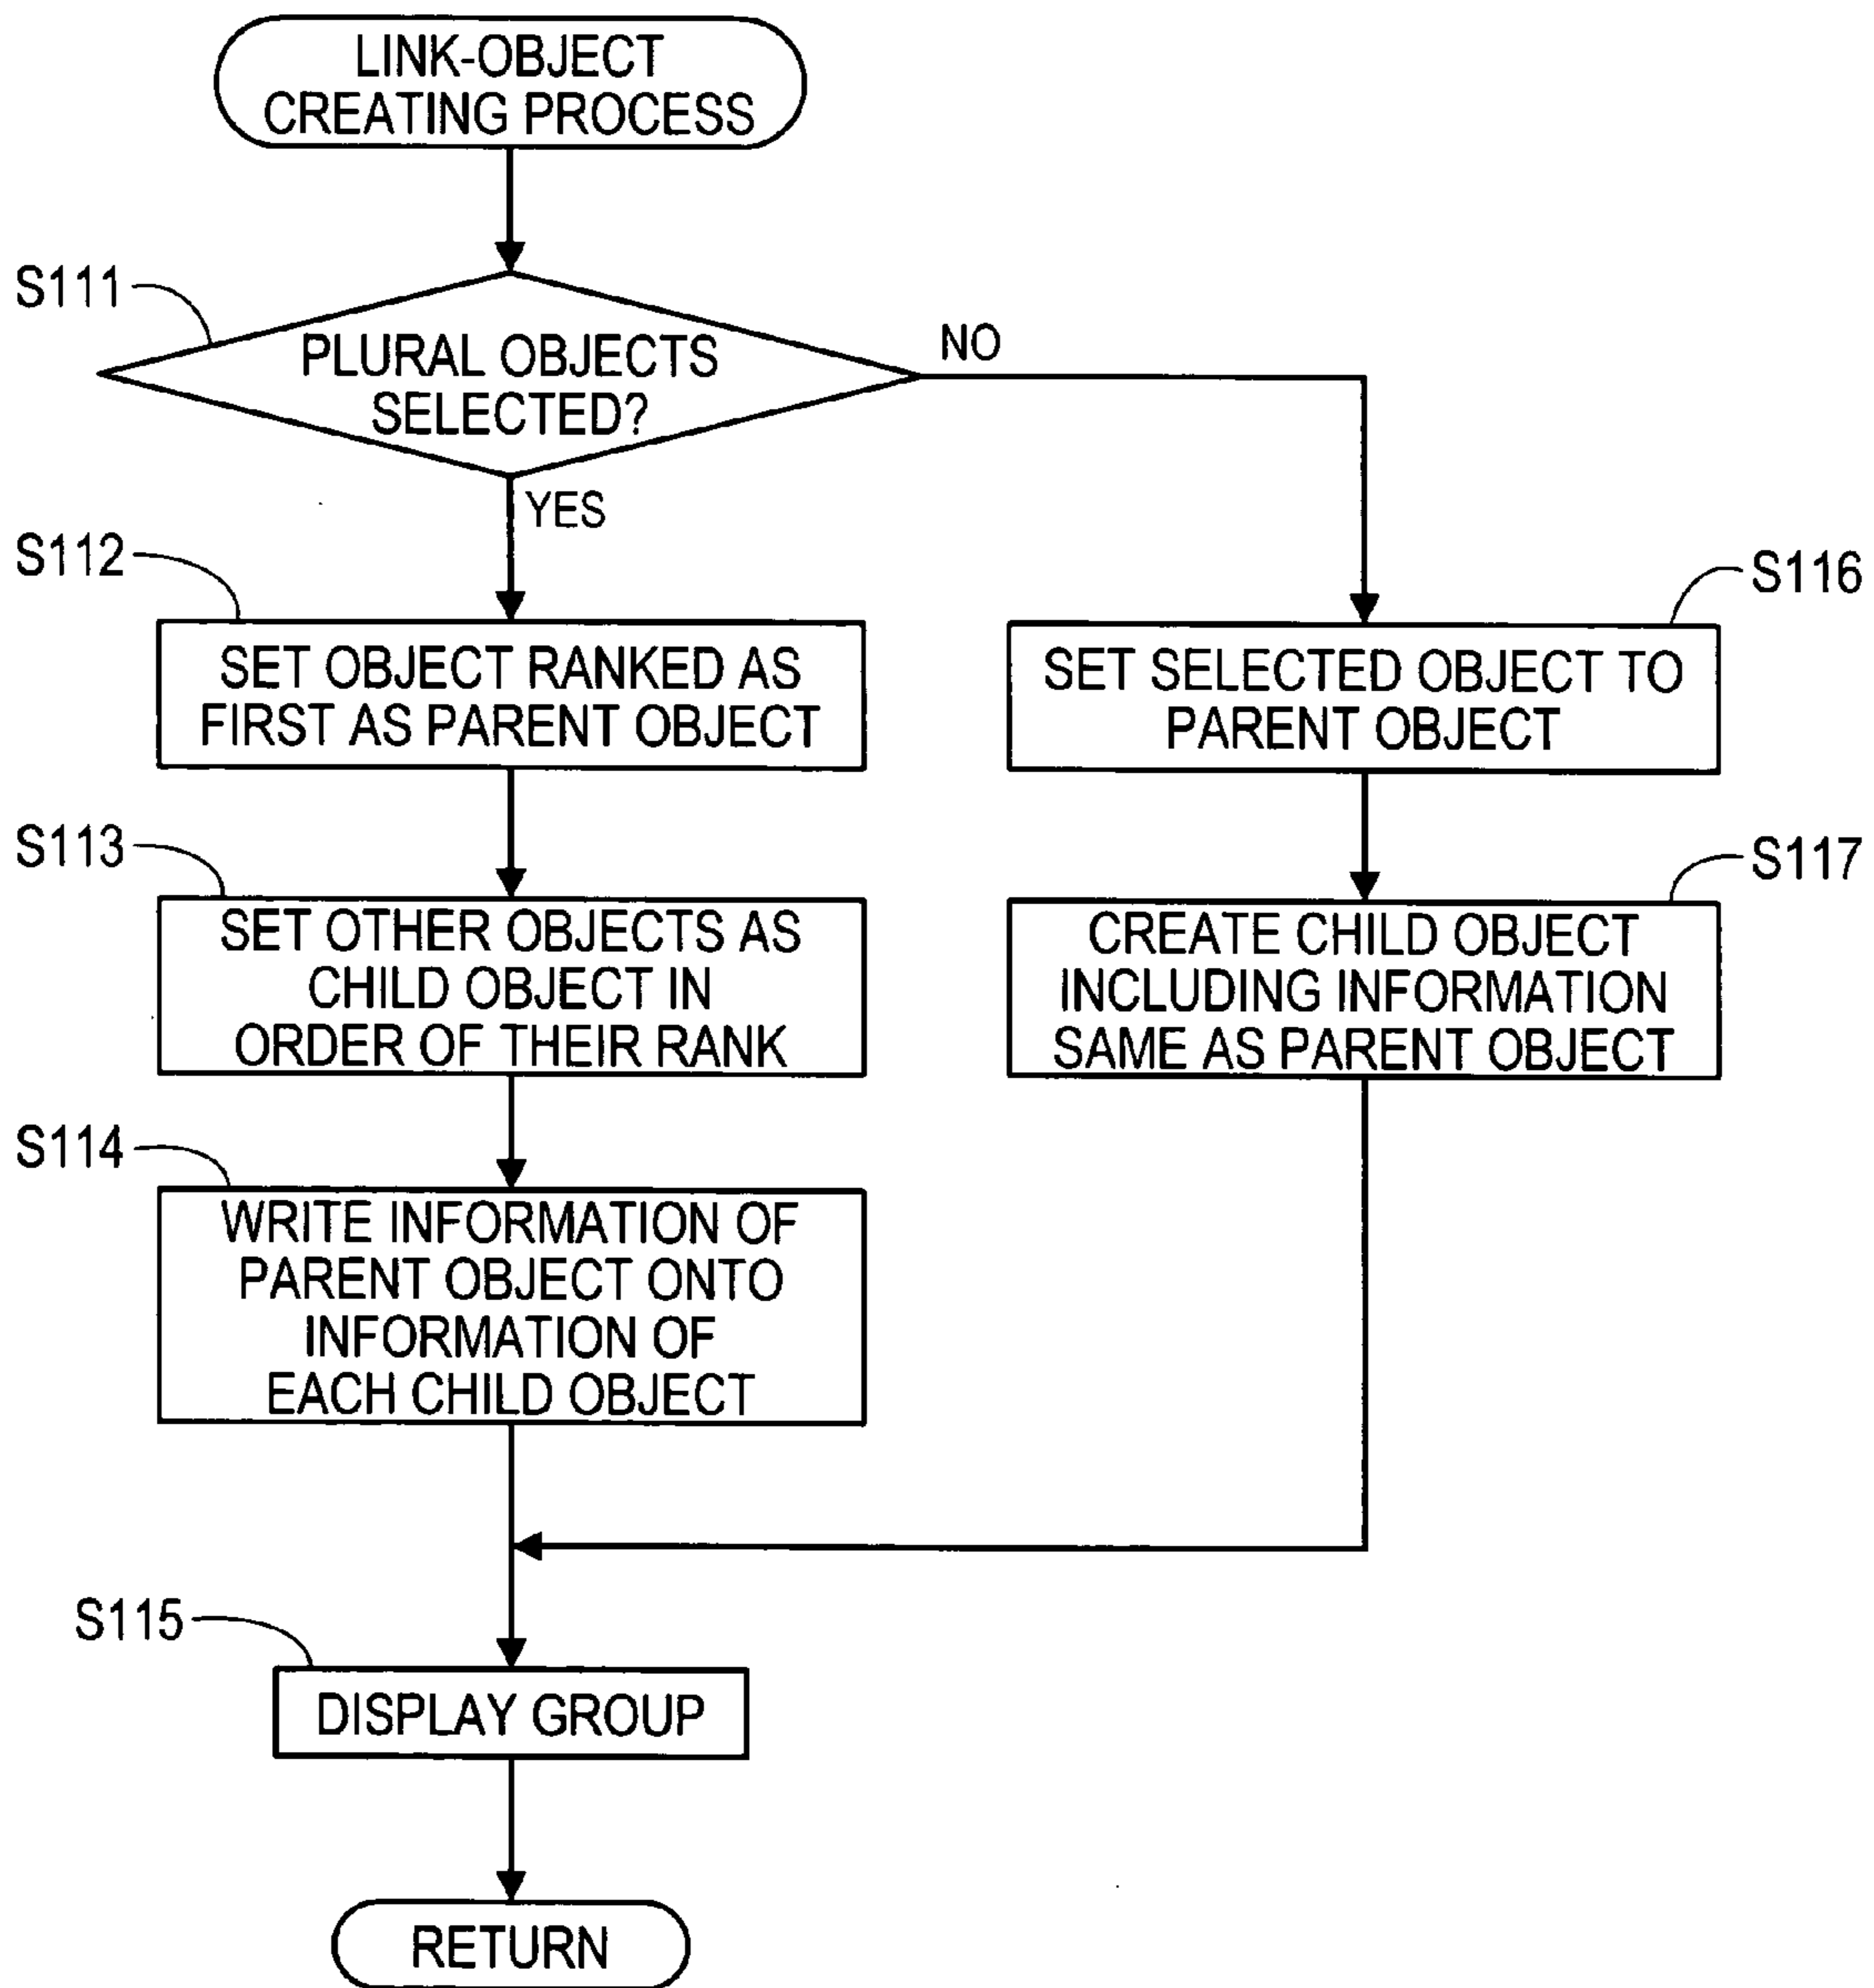 LINK-OBJECT
CREATING PROCESS
S111
PLURAL OBJECTS
SELECTED?
NO
YES
S112
SET OBJECT RANKED AS
FIRST AS PARENT OBJECT
S116
SET SELECTED OBJECT TO
PARENT OBJECT
S113
SET OTHER OBJECTS AS
CHILD OBJECT IN
ORDER OF THEIR RANK
S117
CREATE CHILD OBJECT
INCLUDING INFORMATION
SAME AS PARENT OBJECT
S114
WRITE INFORMATION OF
PARENT OBJECT ONTO
INFORMATION OF
EACH CHILD OBJECT
S115
DISPLAY GROUP
RETURN